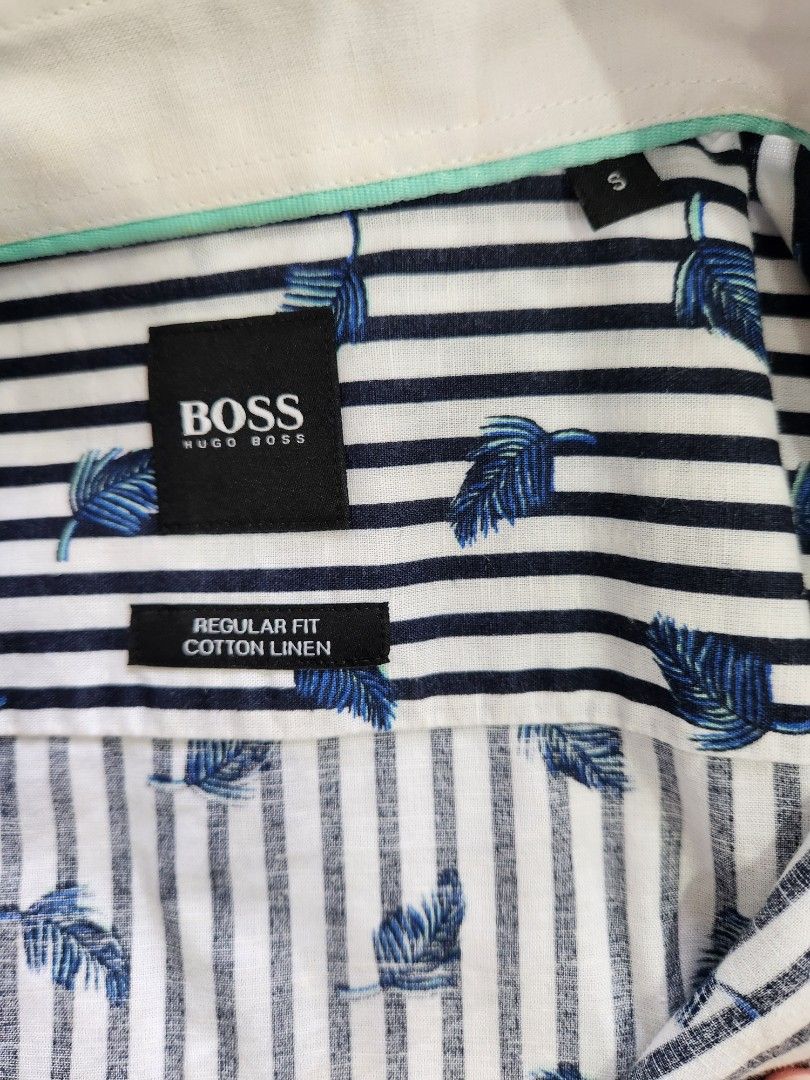 S
BOSS
HUGO BOSS
REGULAR FIT
COTTON LINEN